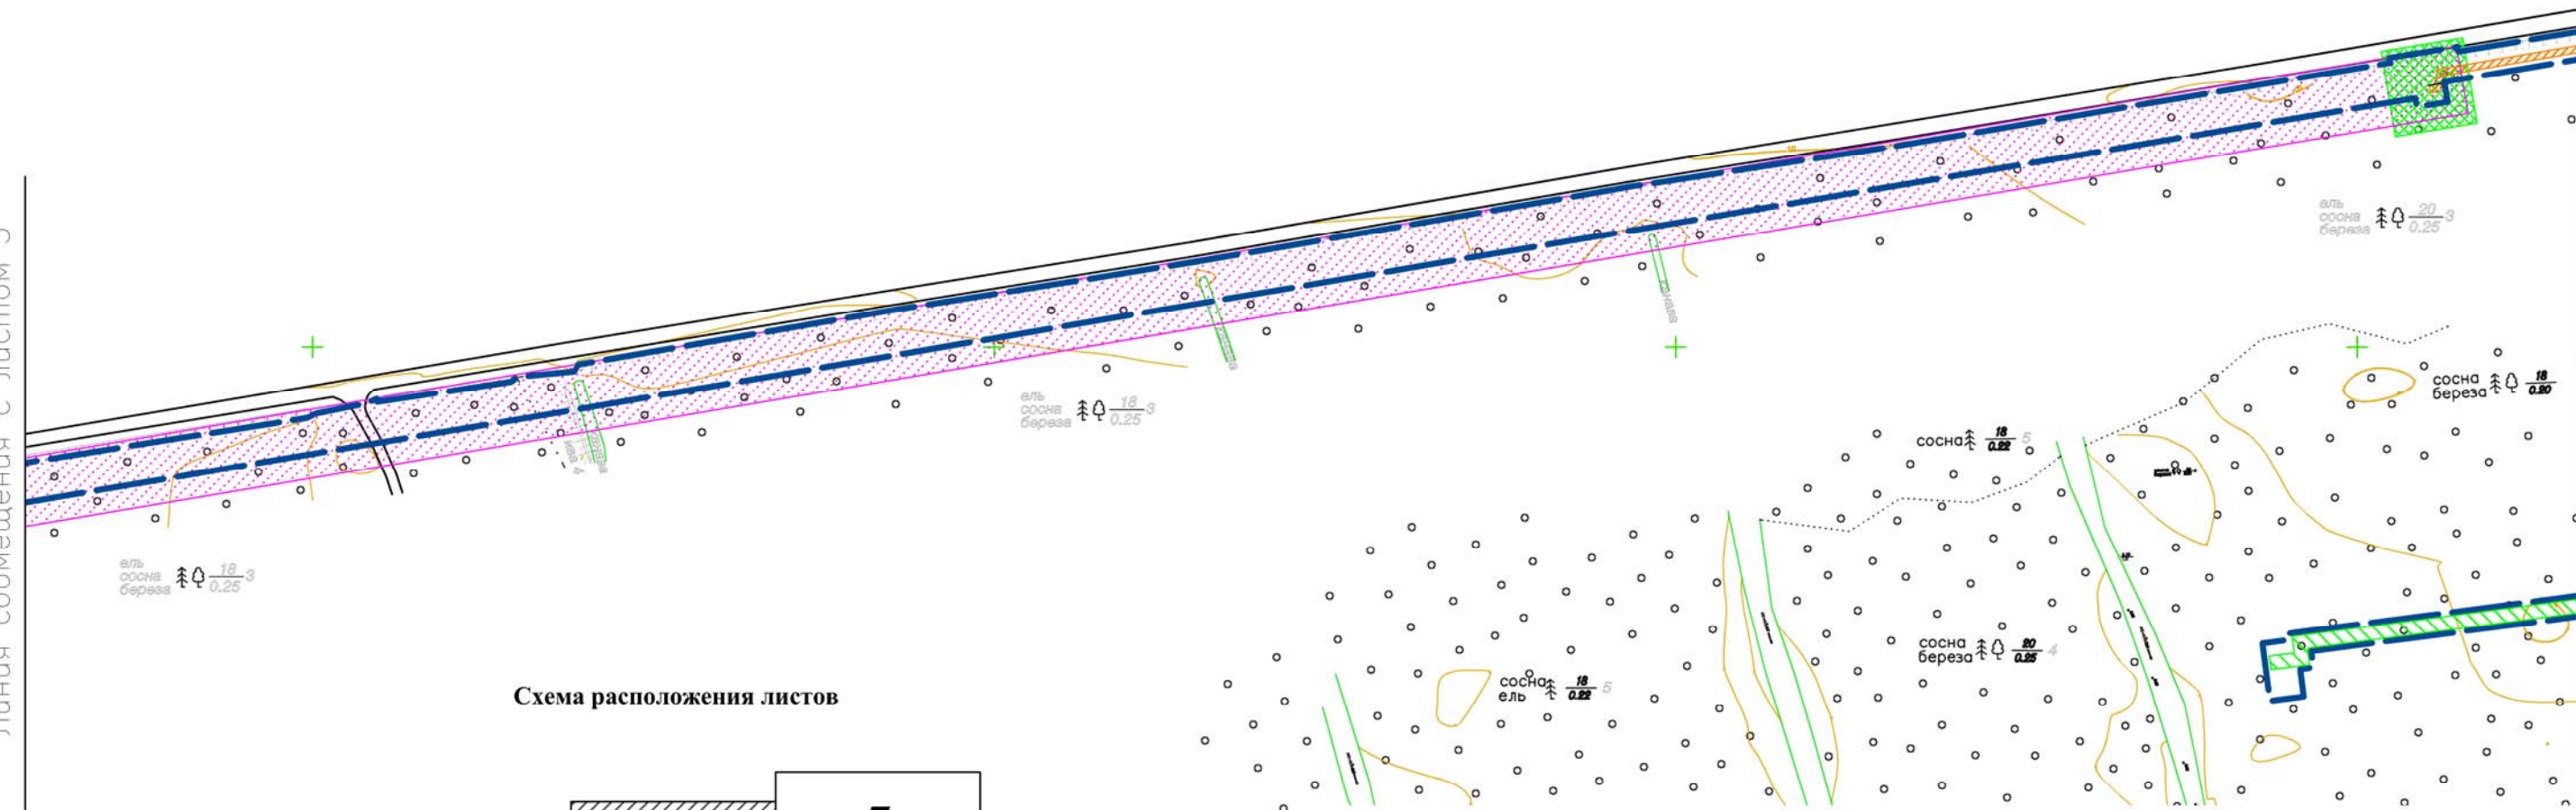 ель
сосна
береза
20
0.25
3
сосна
береза
18
0.20
ель
сосна
береза
18
0.25
3
канава
сосна
18
0.22
5
ель
сосна
береза
18
0.25
3
сосна
береза
20
0.25
4
сосна
ель
18
0.22
5
Схема расположения листов
Линия совмещения с листом